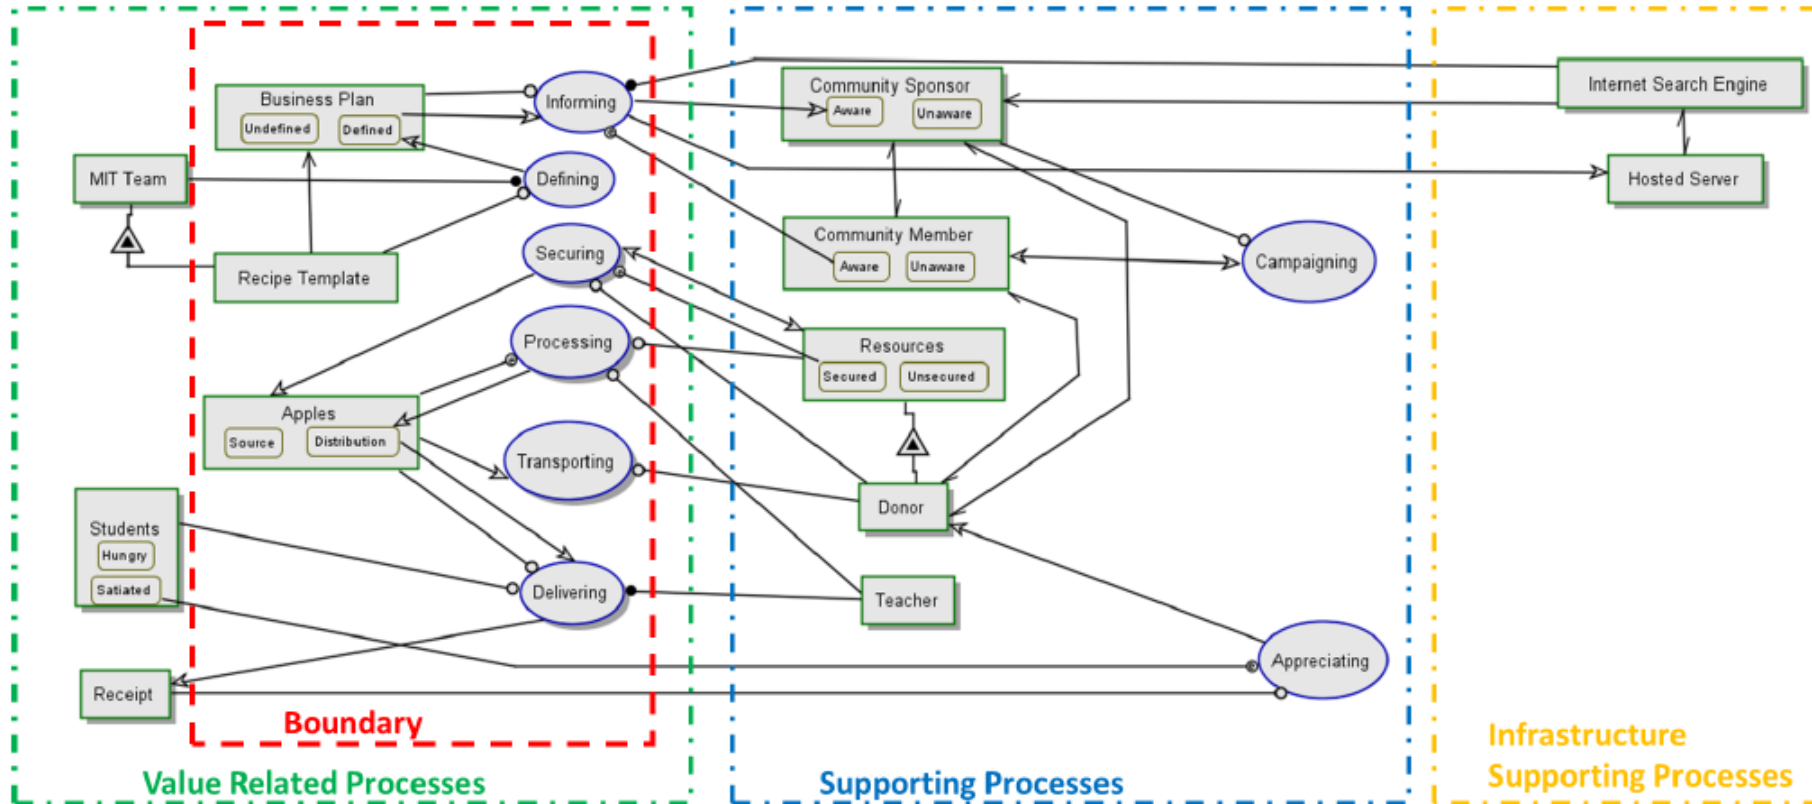 Business Plan
Undefined
Defined
Informing
MIT Team
Defining
Recipe Template
Securing
Processing
Apples
Source
Distribution
Transporting
Students
Hungry
Satiated
Delivering
Receipt
Boundary
Value Related Processes
Community Sponsor
Aware
Unaware
Community Member
Aware
Unaware
Campaigning
Resources
Secured
Unsecured
Donor
Teacher
Appreciating
Supporting Processes
Internet Search Engine
Hosted Server
Infrastructure
Supporting Processes